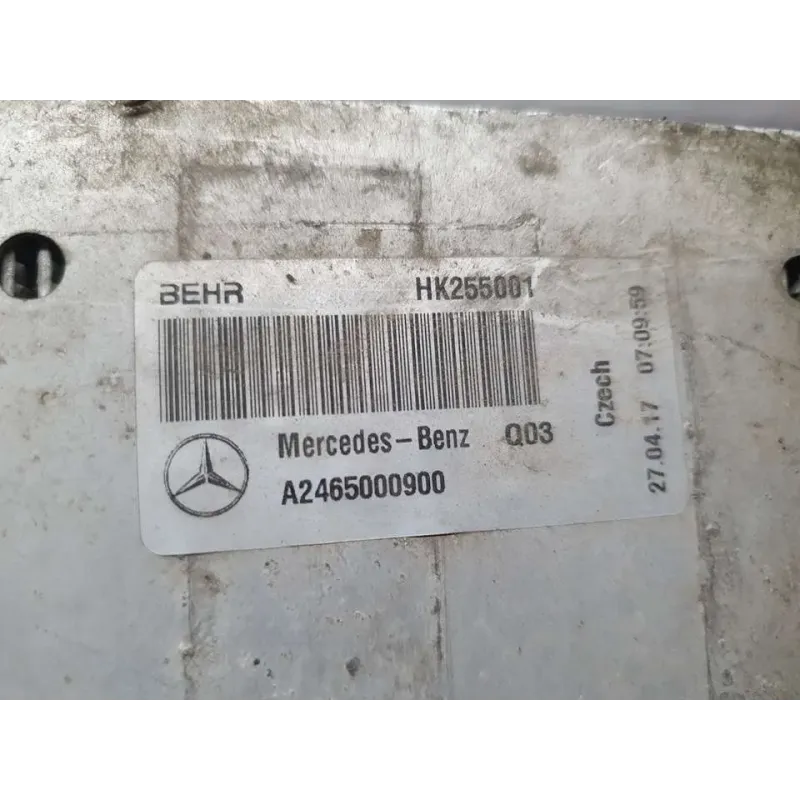 BEHR HK255001
Mercedes-Benz Q03
A2465000900
Czech
27.04.17 07:09:59